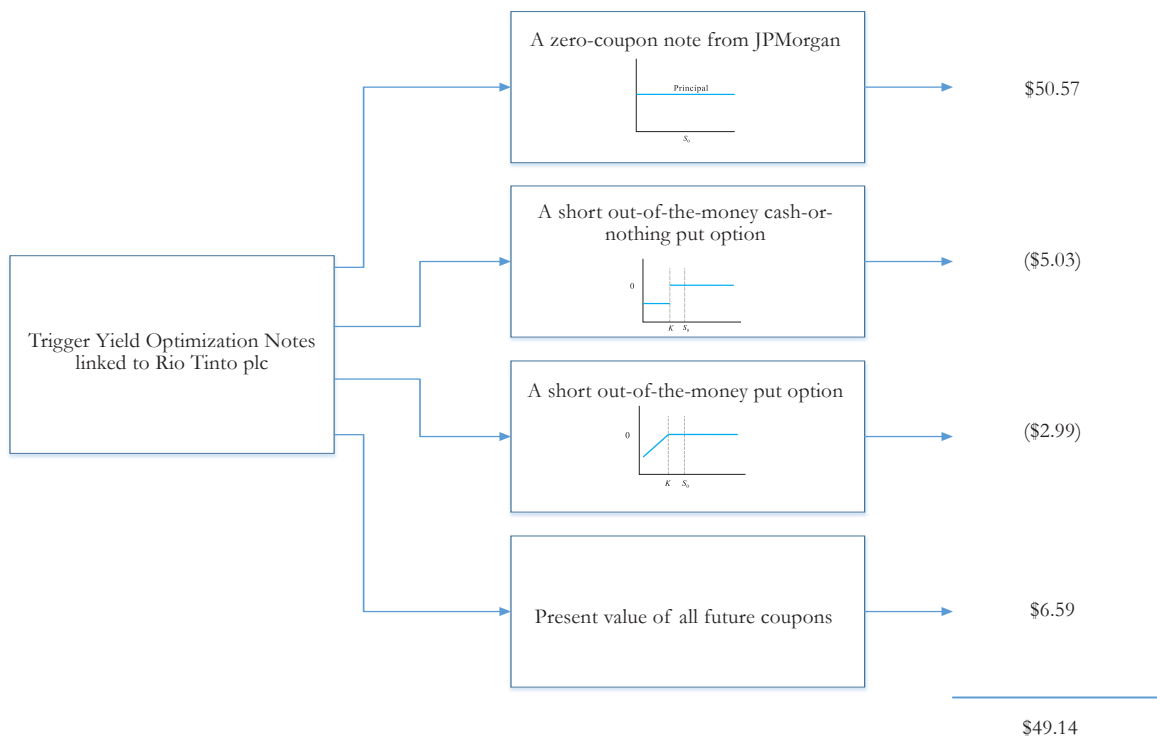 A zero-coupon note from JPMorgan
Principal
S₀
$50.57
A short out-of-the-money cash-or-
nothing put option
0
K
S₀
($5.03)
Trigger Yield Optimization Notes
linked to Rio Tinto plc
A short out-of-the-money put option
0
K
S₀
($2.99)
Present value of all future coupons
$6.59
$49.14